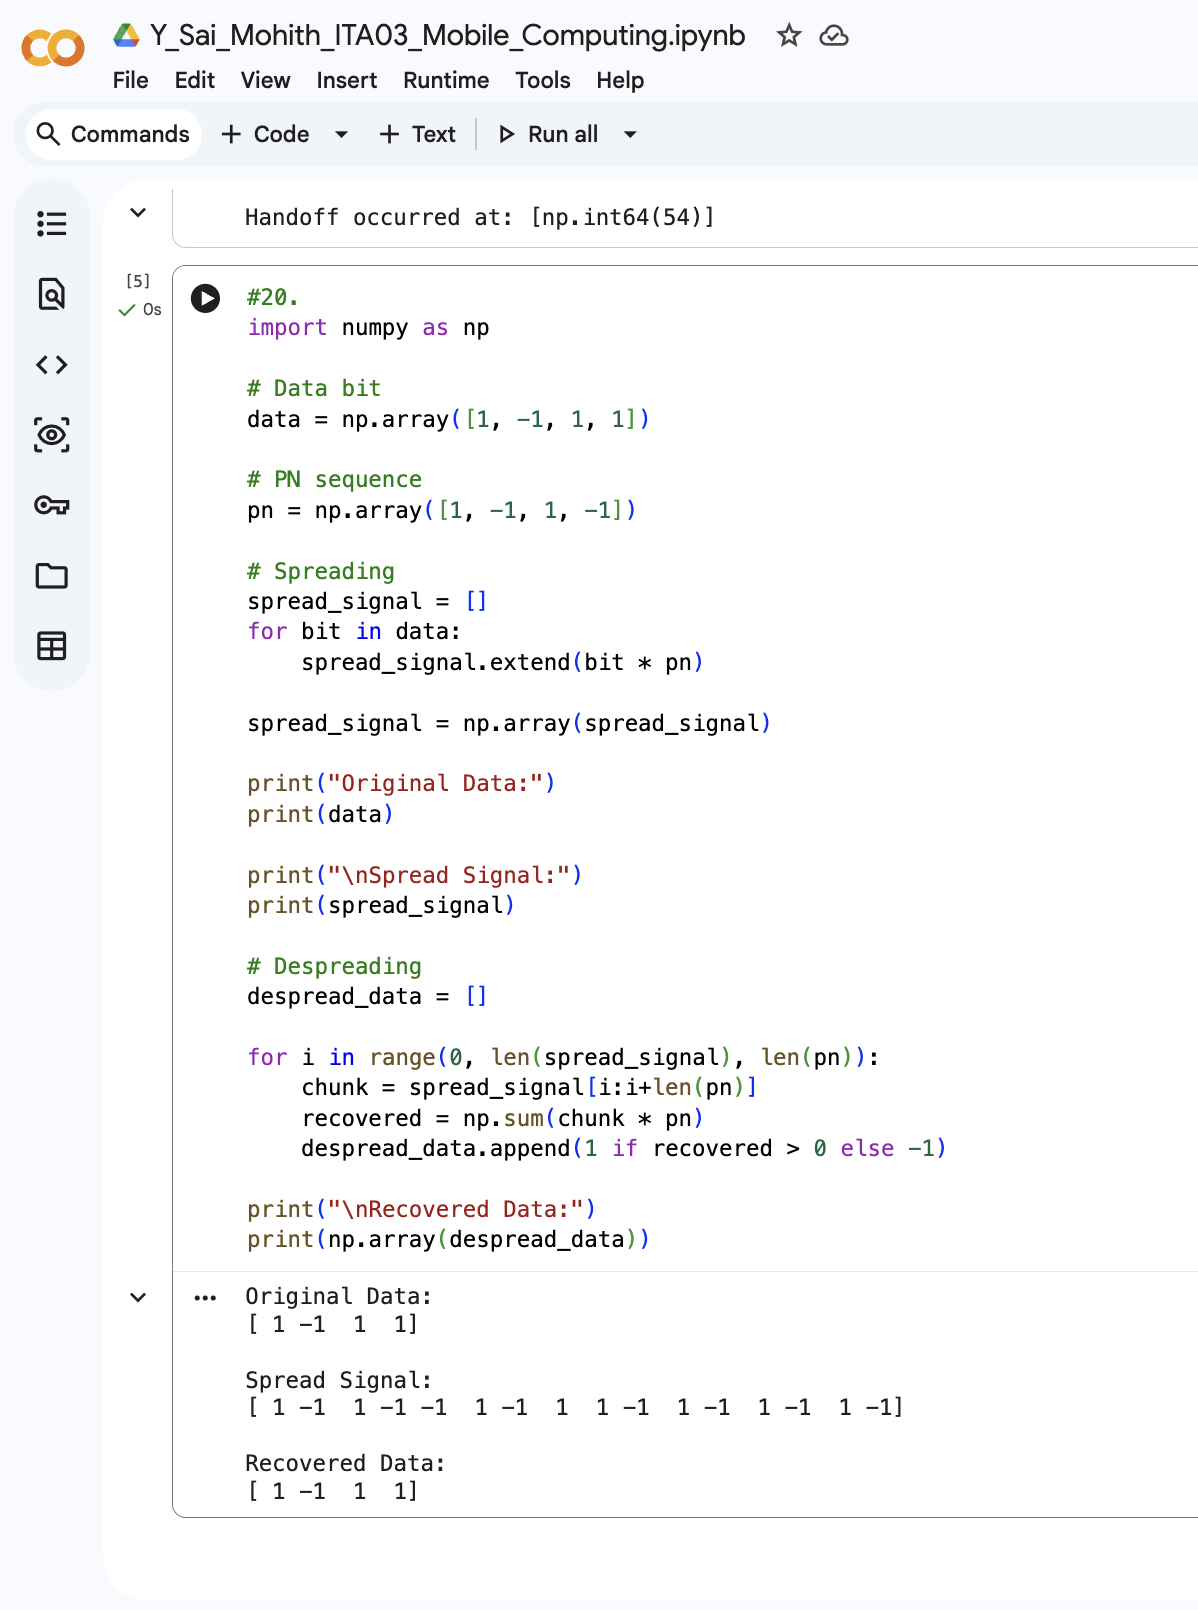 Y_Sai_Mohith_ITA03_Mobile_Computing.ipynb
File Edit View Insert Runtime Tools Help
Commands + Code + Text Run all
Handoff occurred at: [np.int64(54)]
[5]
0s
#20.
import numpy as np
# Data bit
data = np.array([1, -1, 1, 1])
# PN sequence
pn = np.array([1, -1, 1, -1])
# Spreading
spread_signal = []
for bit in data:
    spread_signal.extend(bit * pn)
spread_signal = np.array(spread_signal)
print("Original Data:")
print(data)
print("\nSpread Signal:")
print(spread_signal)
# Despreading
despread_data = []
for i in range(0, len(spread_signal), len(pn)):
    chunk = spread_signal[i:i+len(pn)]
    recovered = np.sum(chunk * pn)
    despread_data.append(1 if recovered > 0 else -1)
print("\nRecovered Data:")
print(np.array(despread_data))
Original Data:
[ 1 -1  1  1]
Spread Signal:
[ 1 -1  1 -1 -1  1 -1  1  1 -1  1 -1  1 -1  1 -1]
Recovered Data:
[ 1 -1  1  1]